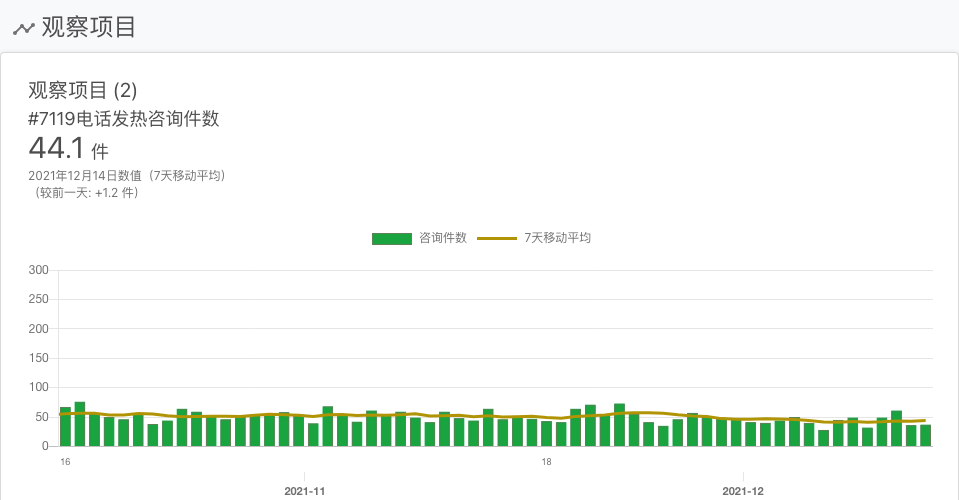 观察项目
观察项目 (2)
#7119电话发热咨询件数
44.1 件
2021年12月14日数值（7天移动平均）
（较前一天: +1.2 件）
咨询件数 7天移动平均
300
250
200
150
100
50
0
16 18
2021-11 2021-12